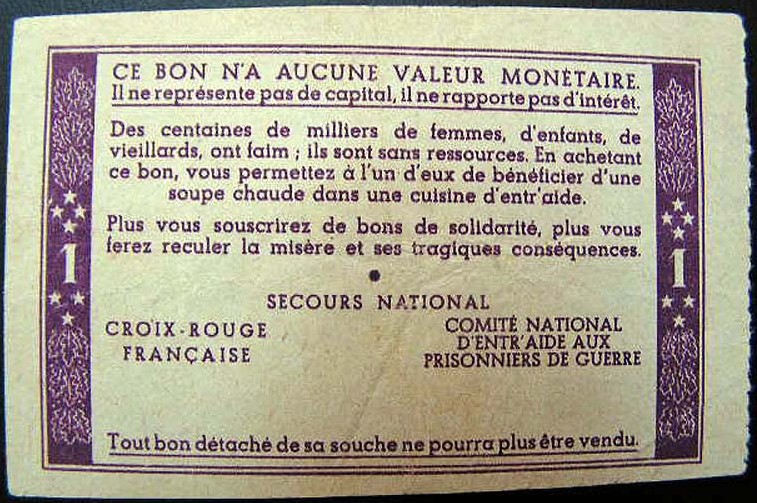 CE BON N'A AUCUNE VALEUR MONÉTAIRE.
Il ne représente pas de capital, il ne rapporte pas d'intérêt.
Des centaines de milliers de femmes, d'enfants, de
vieillards, ont faim ; ils sont sans ressources. En achetant
ce bon, vous permettez à l'un d'eux de bénéficier d'une
soupe chaude dans une cuisine d'entr'aide.
Plus vous souscrirez de bons de solidarité, plus vous
ferez reculer la misère et ses tragiques conséquences.
1 1
SECOURS NATIONAL
CROIX-ROUGE
FRANÇAISE
COMITÉ NATIONAL
D'ENTR'AIDE AUX
PRISONNIERS DE GUERRE
Tout bon détaché de sa souche ne pourra plus être vendu.